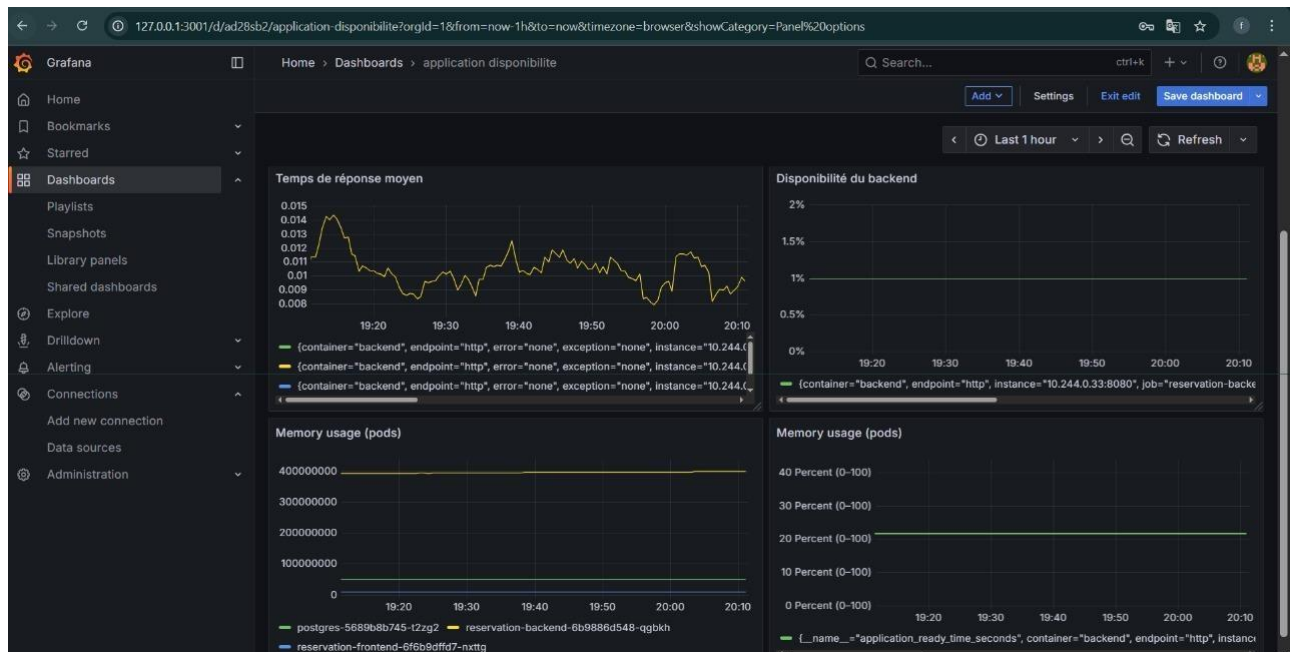 127.0.0.1:3001/d/ad28sb2/application-disponibilite?orgId=1&from=now-1h&to=now&timezone=browser&showCategory=Panel%20options
f
Grafana
Home › Dashboards › application disponibilite
Search...
ctrl+k
Home
Bookmarks
Starred
Dashboards
Playlists
Snapshots
Library panels
Shared dashboards
Explore
Drilldown
Alerting
Connections
Add new connection
Data sources
Administration
Add
Settings
Exit edit
Save dashboard
Last 1 hour
Refresh
Temps de réponse moyen
0.015
0.014
0.013
0.012
0.011
0.01
0.009
0.008
19:20 19:30 19:40 19:50 20:00 20:10
{container="backend", endpoint="http", error="none", exception="none", instance="10.244.0
{container="backend", endpoint="http", error="none", exception="none", instance="10.244.0
{container="backend", endpoint="http", error="none", exception="none", instance="10.244.0
Disponibilité du backend
2%
1.5%
1%
0.5%
0%
19:20 19:30 19:40 19:50 20:00 20:10
{container="backend", endpoint="http", instance="10.244.0.33:8080", job="reservation-backe
Memory usage (pods)
400000000
300000000
200000000
100000000
0
19:20 19:30 19:40 19:50 20:00 20:10
postgres-5689b8b745-t2zg2 reservation-backend-6b9886d548-qgbkh
reservation-frontend-6f6b9dffd7-nxttg
Memory usage (pods)
40 Percent (0–100)
30 Percent (0–100)
20 Percent (0–100)
10 Percent (0–100)
0 Percent (0–100)
19:20 19:30 19:40 19:50 20:00 20:10
{__name__="application_ready_time_seconds", container="backend", endpoint="http", instance